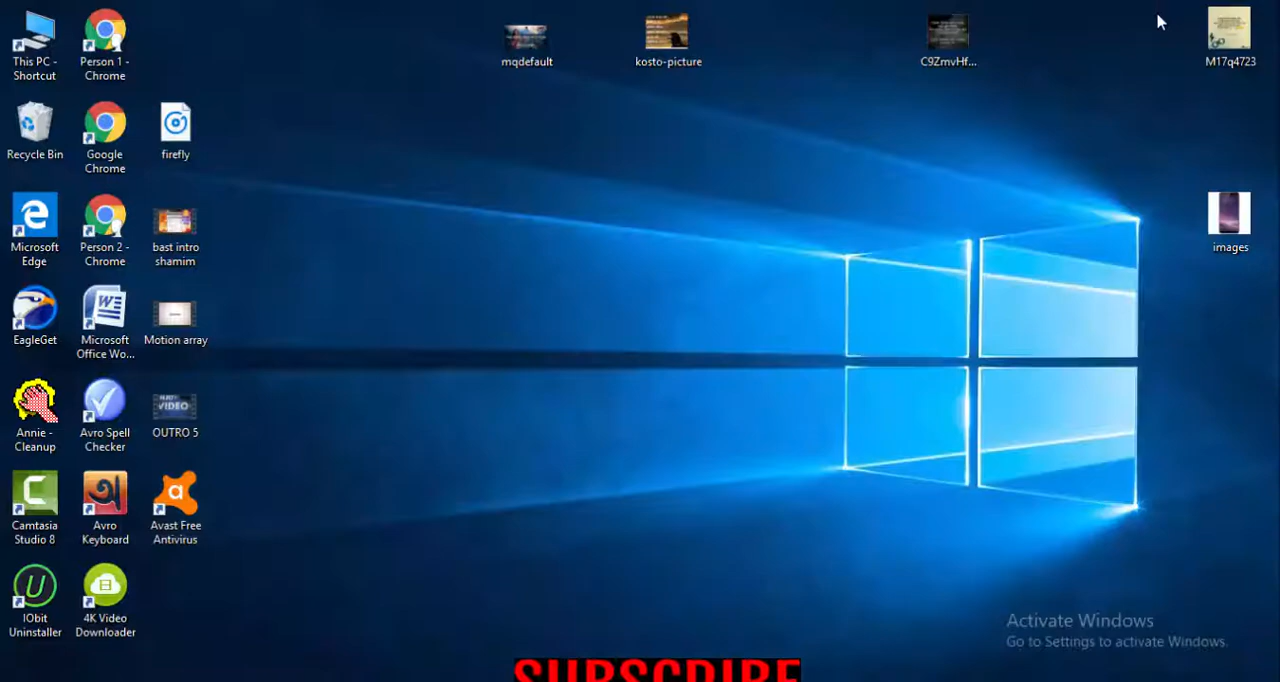 This PC -
Shortcut
Person 1 -
Chrome
mqdefault
kosto-picture
C9ZmvHf...
M17q4723
Recycle Bin
Google
Chrome
firefly
Microsoft
Edge
Person 2 -
Chrome
bast intro
shamim
images
EagleGet
Microsoft
Office Wo...
Motion array
Annie -
Cleanup
Avro Spell
Checker
VIDEO
OUTRO 5
Camtasia
Studio 8
অ
Avro
Keyboard
Avast Free
Antivirus
IObit
Uninstaller
4K Video
Downloader
Activate Windows
Go to Settings to activate Windows.
SUBSCRIBE